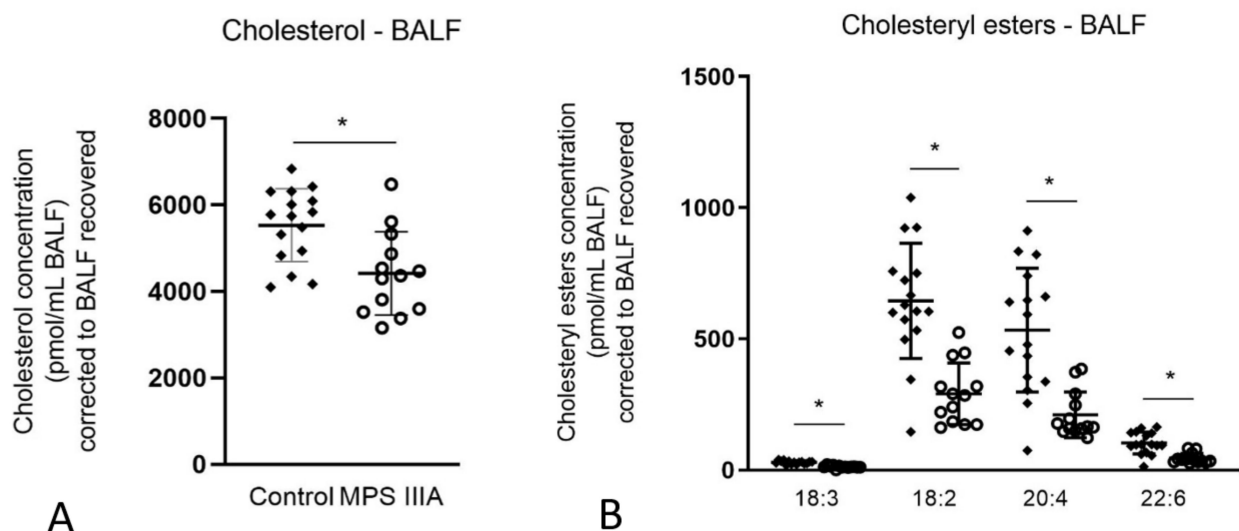 Cholesterol - BALF
Cholesterol concentration
(pmol/mL BALF)
corrected to BALF recovered
8000
*
6000
4000
2000
0
Control MPS IIIA
A
Cholesteryl esters - BALF
Cholesteryl esters concentration
(pmol/mL BALF)
corrected to BALF recovered
1500
*
*
1000
500
*
*
0
18:3 18:2 20:4 22:6
B